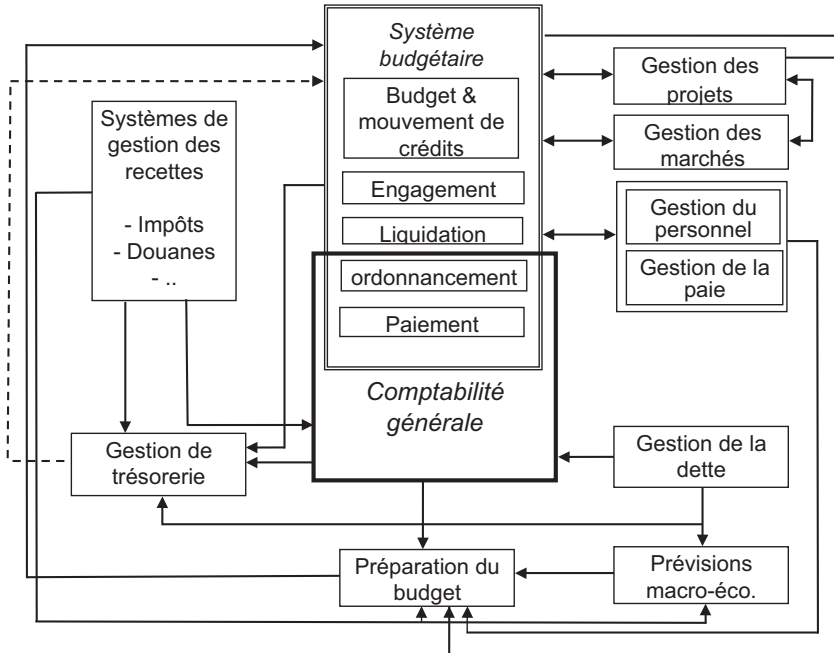 Système
budgétaire
Budget &
mouvement de
crédits
Engagement
Liquidation
ordonnancement
Paiement
Comptabilité
générale
Systèmes de
gestion des
recettes
- Impôts
- Douanes
- ..
Gestion des
projets
Gestion des
marchés
Gestion du
personnel
Gestion de la
paie
Gestion de
trésorerie
Gestion de la
dette
Préparation du
budget
Prévisions
macro-éco.